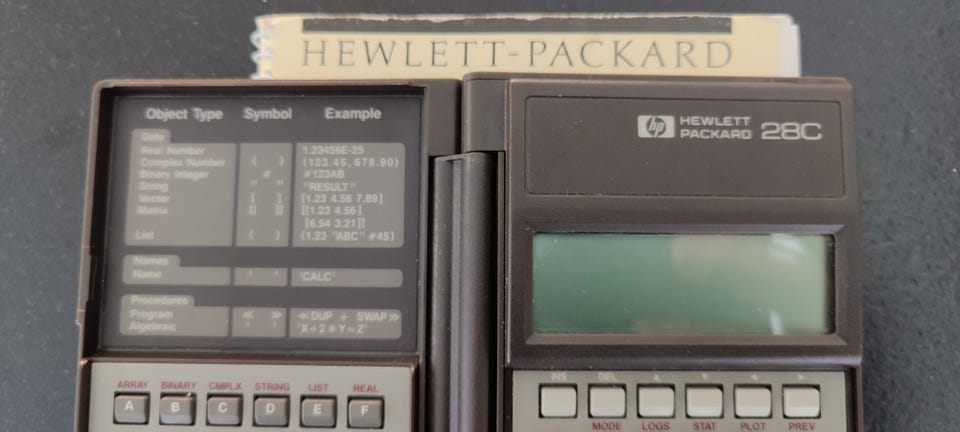 HEWLETT-PACKARD
Object Type Symbol Example
Data
Real Number 1.23456E-25
Complex Number ( ) (123.45, 678.90)
Binary Integer # #123AB
String " " "RESULT"
Vector [ ] [1.23 4.56 7.89]
Matrix [[ ]] [[1.23 4.56]
[6.54 3.21]]
List { } {1.23 "ABC" #45}
Names
Name ' ' 'CALC'
Procedures
Program « » «DUP + SWAP»
Algebraic ' ' 'X+2*Y=Z'
ARRAY BINARY CMPLX STRING LIST REAL
A B C D E F
hp HEWLETT
PACKARD 28C
INS DEL ▲ ▼ ◄ ►
MODE LOGS STAT PLOT PREV